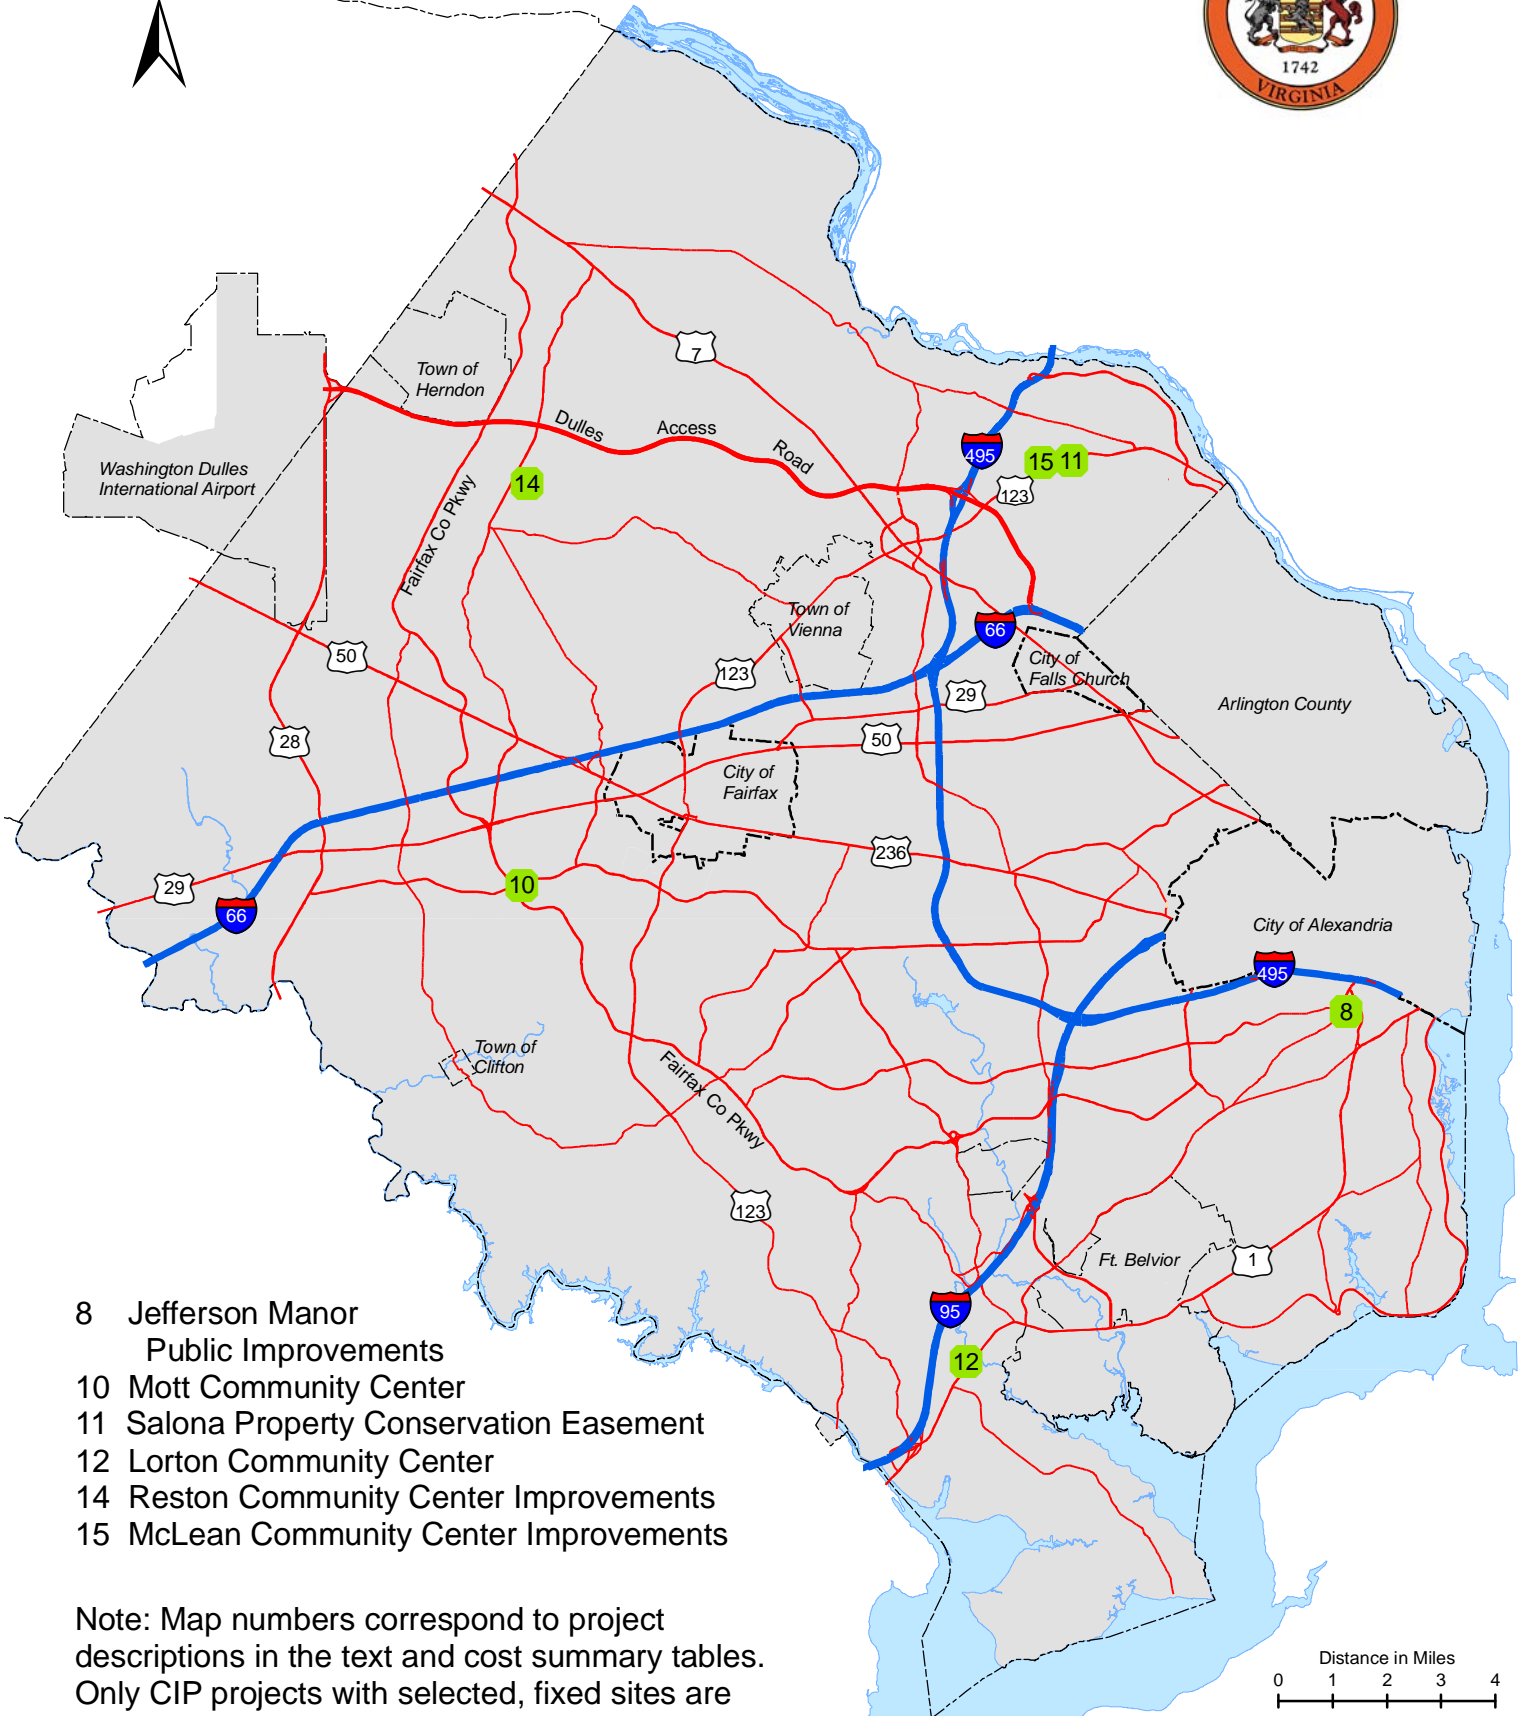 1742
VIRGINIA
7
Town of
Herndon
Dulles
Access
Road
495
15
11
123
Washington Dulles
International Airport
14
Fairfax Co Pkwy
Town of
Vienna
66
50
123
City of
Falls Church
29
Arlington County
28
50
City of
Fairfax
236
29
10
66
City of Alexandria
495
8
Town of
Clifton
Fairfax Co Pkwy
123
Ft. Belvior
1
95
12
8 Jefferson Manor
Public Improvements
10 Mott Community Center
11 Salona Property Conservation Easement
12 Lorton Community Center
14 Reston Community Center Improvements
15 McLean Community Center Improvements
Note: Map numbers correspond to project
descriptions in the text and cost summary tables.
Only CIP projects with selected, fixed sites are
Distance in Miles
0 1 2 3 4